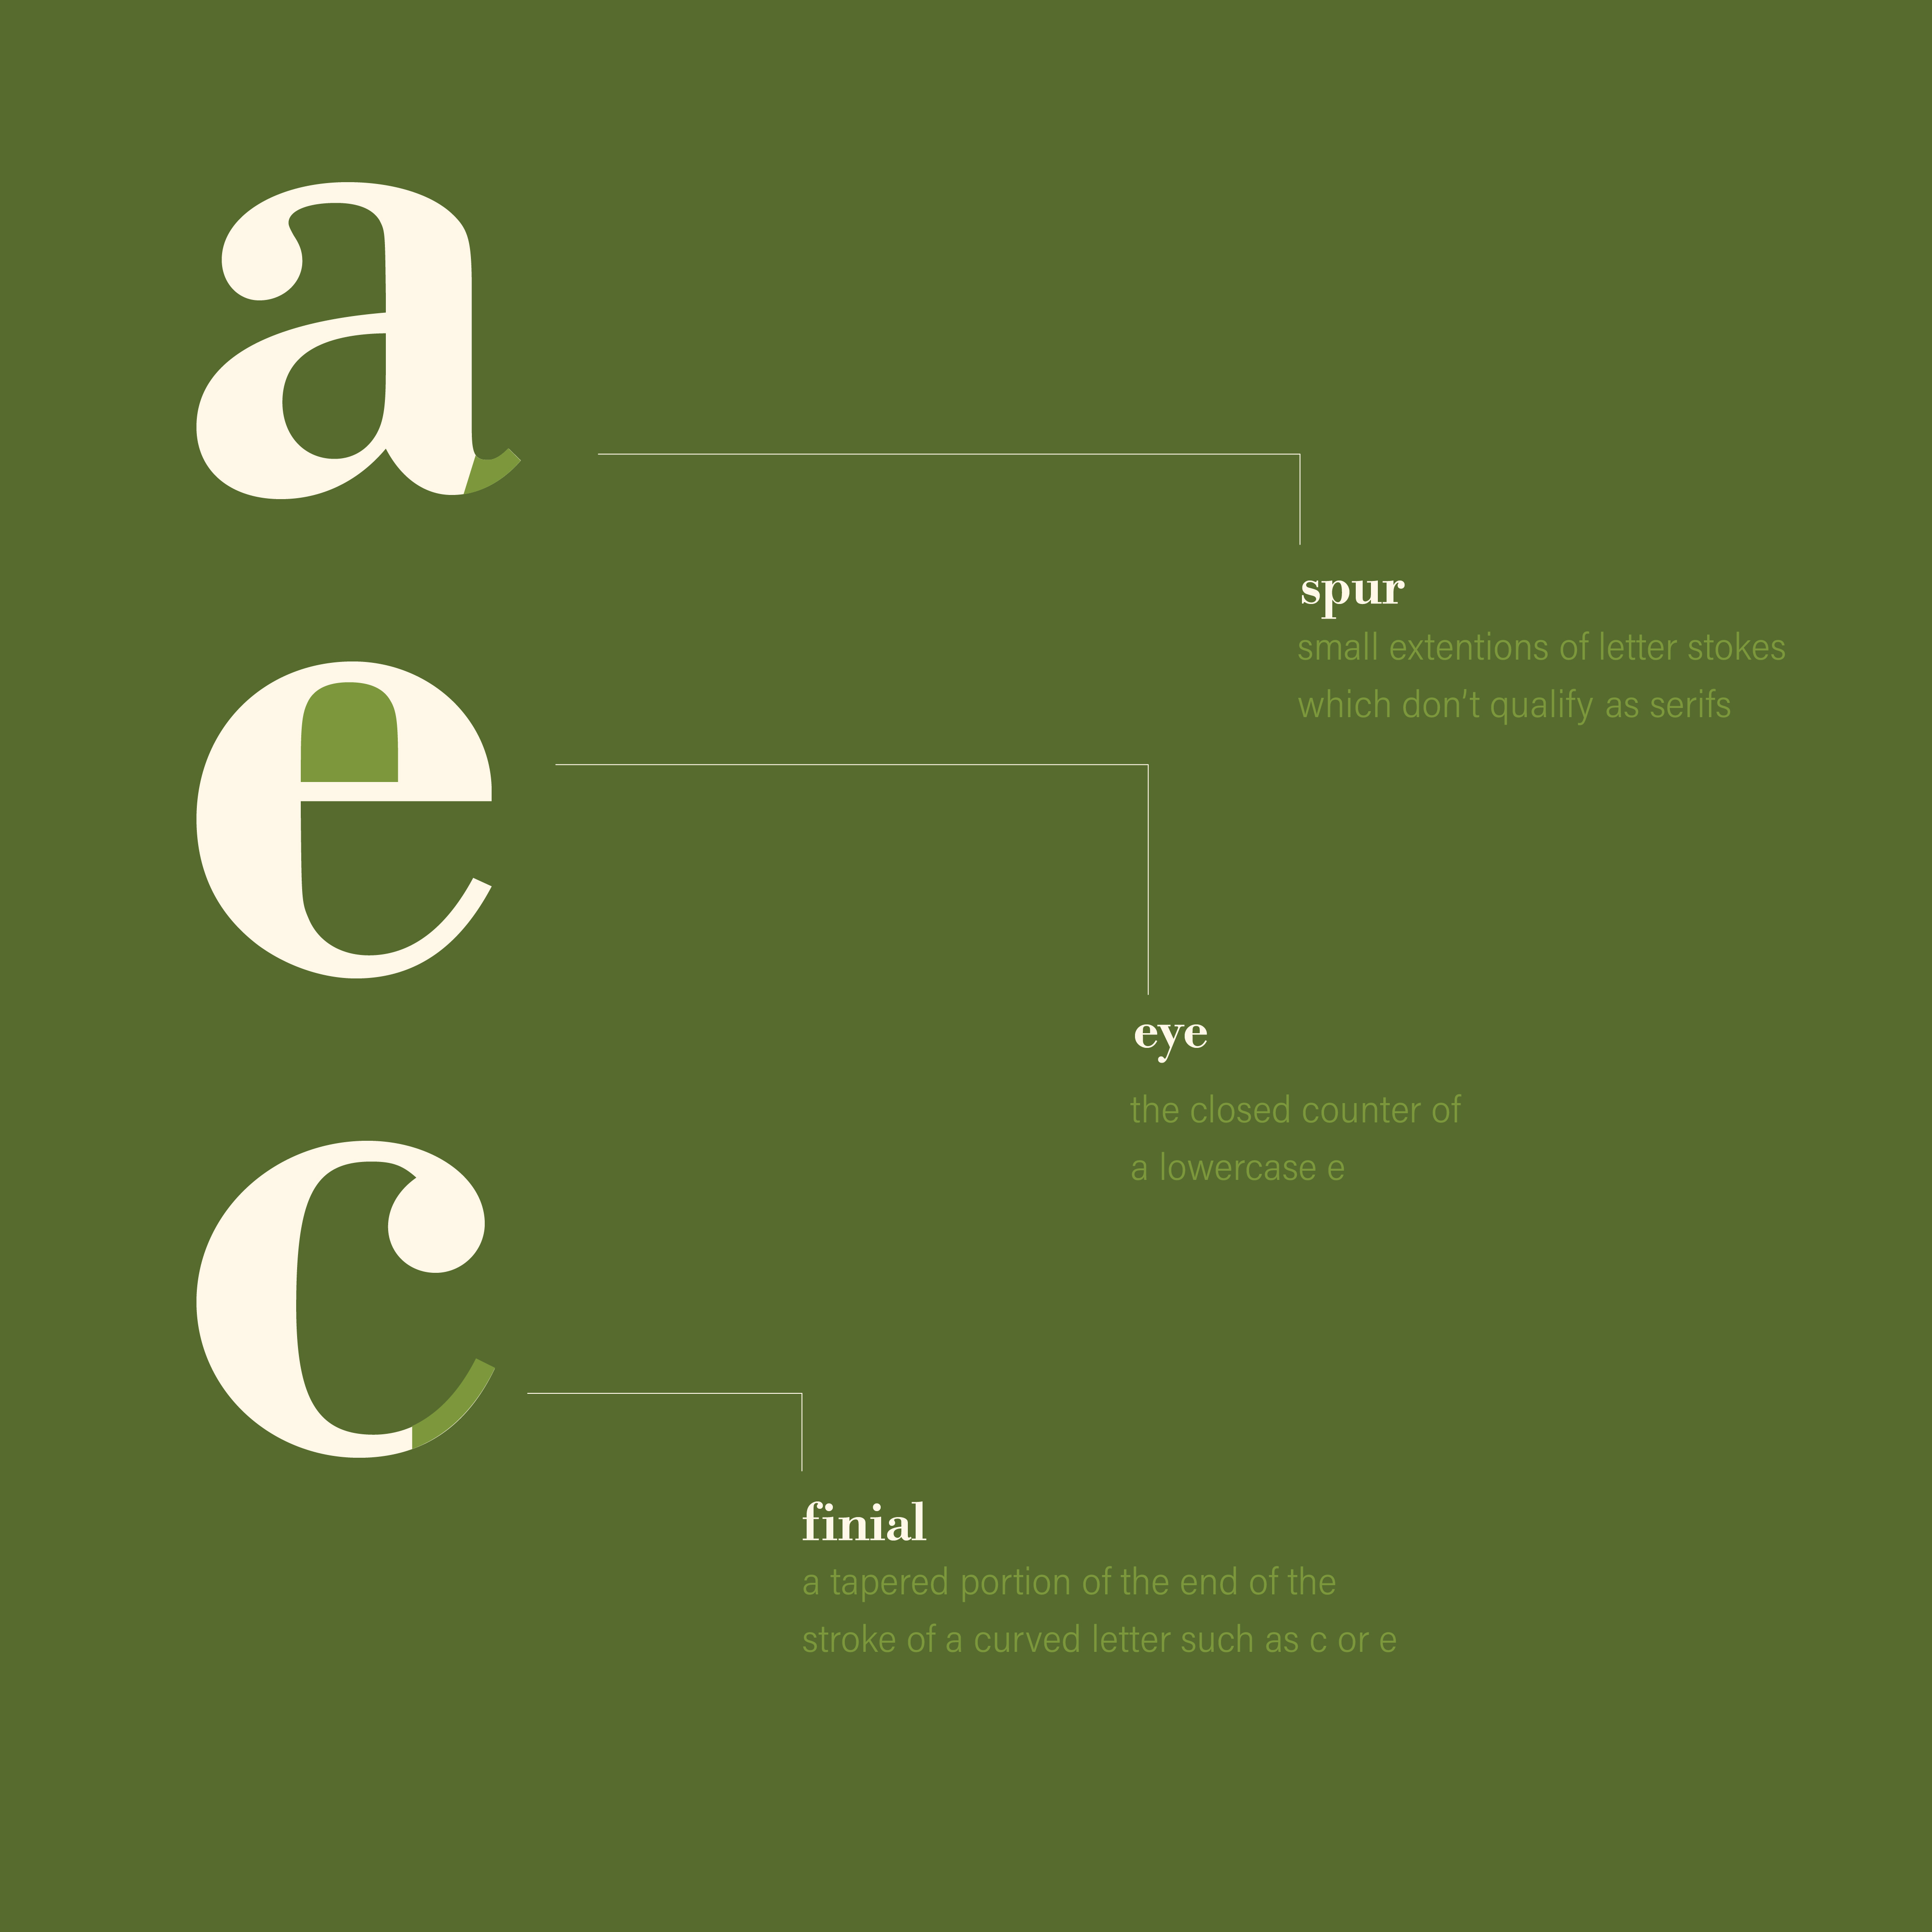 a
spur
small extentions of letter stokes
which don't qualify as serifs
e
eye
the closed counter of
a lowercase e
c
finial
a tapered portion of the end of the
stroke of a curved letter such as c or e